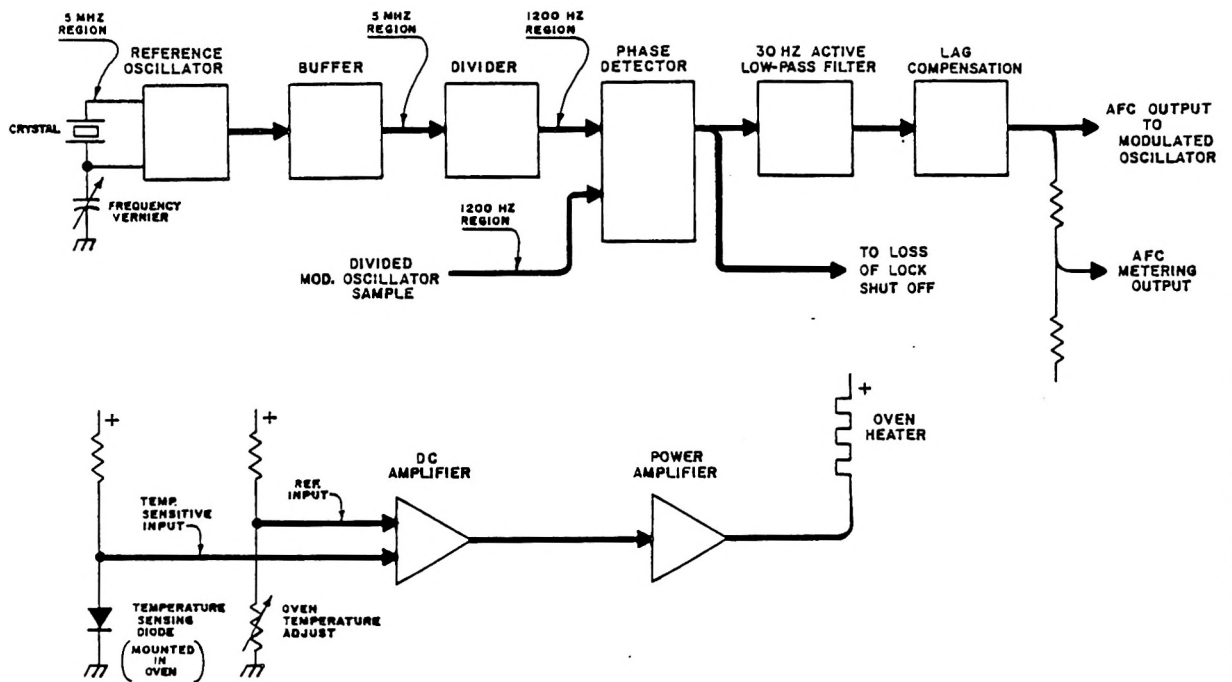 5 MHZ
REGION
REFERENCE
OSCILLATOR
BUFFER
5 MHZ
REGION
DIVIDER
1200 HZ
REGION
PHASE
DETECTOR
30 HZ ACTIVE
LOW-PASS FILTER
LAG
COMPENSATION
CRYSTAL
FREQUENCY
VERNIER
AFC OUTPUT
TO
MODULATED
OSCILLATOR
1200 HZ
REGION
DIVIDED
MOD. OSCILLATOR
SAMPLE
TO LOSS
OF LOCK
SHUT OFF
AFC
METERING
OUTPUT
+
+
+
OVEN
HEATER
DC
AMPLIFIER
POWER
AMPLIFIER
TEMP.
SENSITIVE
INPUT
REF.
INPUT
TEMPERATURE
SENSING
DIODE
(MOUNTED
IN
OVEN)
OVEN
TEMPERATURE
ADJUST